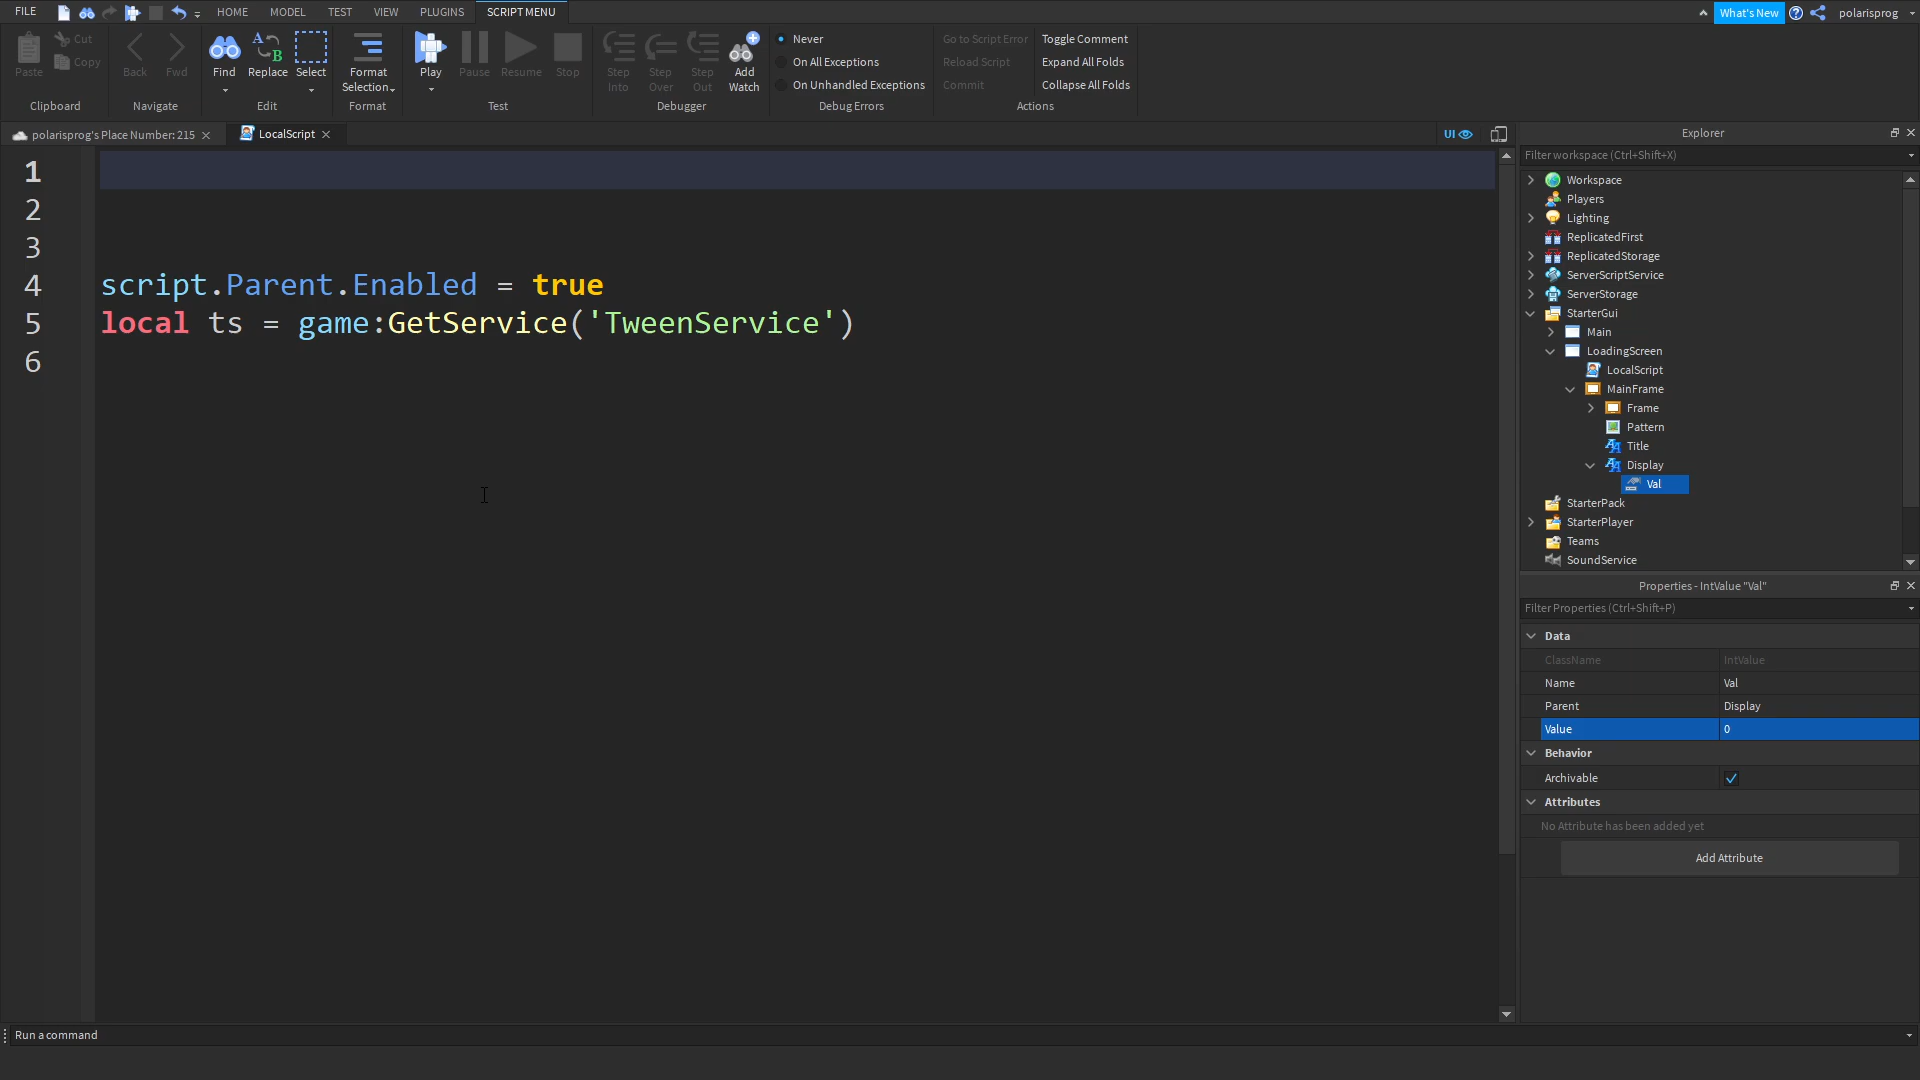 FILE HOME MODEL TEST VIEW PLUGINS SCRIPT MENU What's New polarisprog
Paste Cut Copy
Clipboard
Back Fwd
Navigate
Find Replace Select
Edit
Format Selection
Format
Play Pause Resume Stop
Test
Step Into Step Over Step Out Add Watch
Debugger
Never
On All Exceptions
On Unhandled Exceptions
Debug Errors
Go to Script Error Toggle Comment
Reload Script Expand All Folds
Commit Collapse All Folds
Actions
polarisprog's Place Number: 215 LocalScript UI
1
2
3
4 script.Parent.Enabled = true
5 local ts = game:GetService('TweenService')
6
Explorer
Filter workspace (Ctrl+Shift+X)
Workspace
Players
Lighting
ReplicatedFirst
ReplicatedStorage
ServerScriptService
ServerStorage
StarterGui
Main
LoadingScreen
LocalScript
MainFrame
Frame
Pattern
Title
Display
Val
StarterPack
StarterPlayer
Teams
SoundService
Properties - IntValue "Val"
Filter Properties (Ctrl+Shift+P)
Data
ClassName IntValue
Name Val
Parent Display
Value 0
Behavior
Archivable
Attributes
No Attribute has been added yet
Add Attribute
Run a command